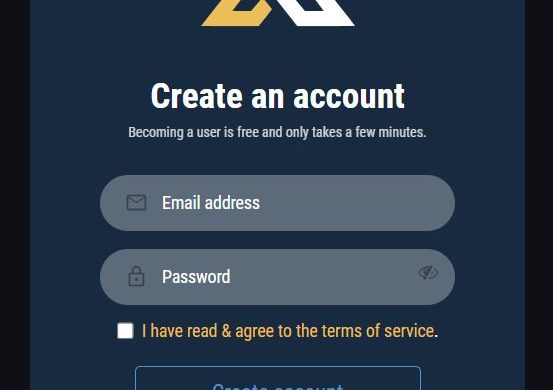 Create an account
Becoming a user is free and only takes a few minutes.
Email address
Password
I have read & agree to the terms of service.
Create account